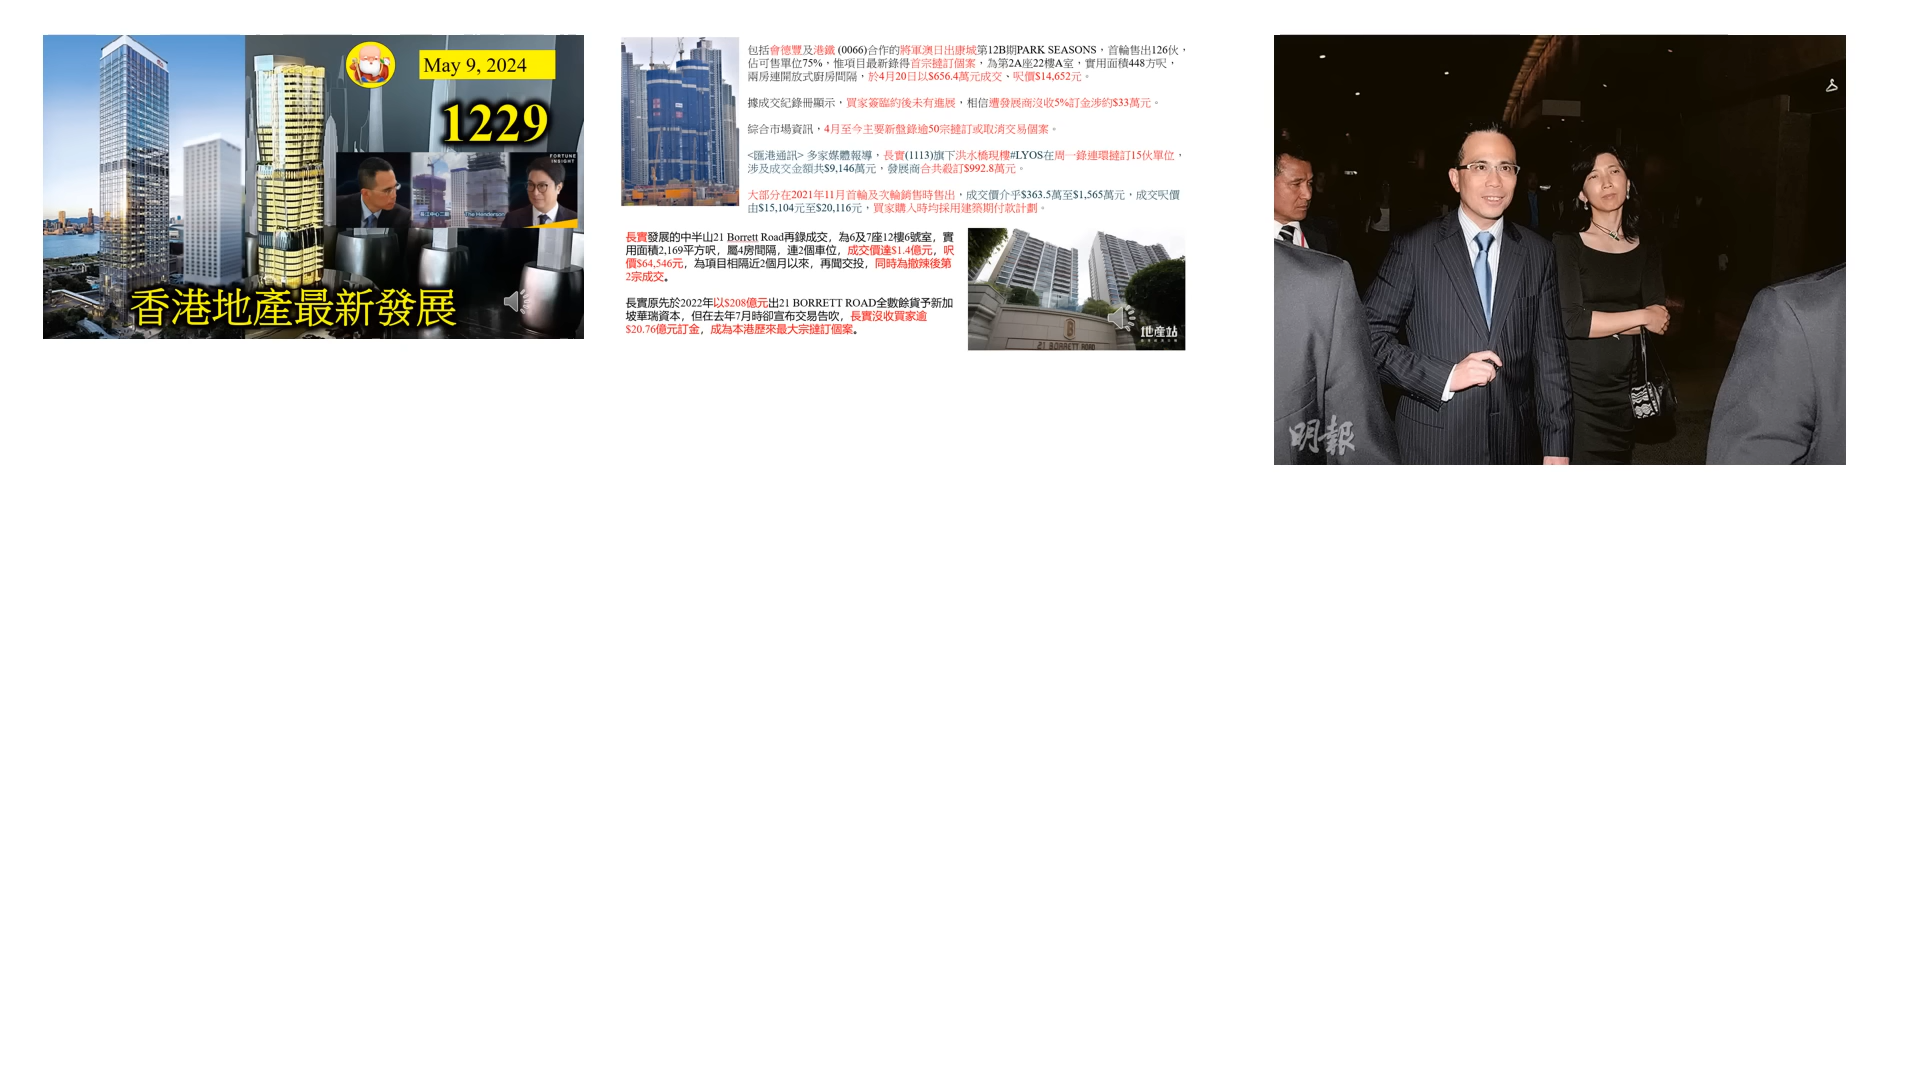 May 9, 2024
1229
FORTUNE
INSIGHT
長江中心二期
The Henderson
香港地產最新發展
包括會德豐及港鐵 (0066)合作的將軍澳日出康城第12B期PARK SEASONS，首輪售出126伙，
佔可售單位75%，惟項目最新錄得首宗撻訂個案，為第2A座22樓A室，實用面積448方呎，
兩房連開放式廚房間隔，於4月20日以$656.4萬元成交、呎價$14,652元。
據成交紀錄冊顯示，買家簽臨約後未有進展，相信遭發展商沒收5%訂金涉約$33萬元。
綜合市場資訊，4月至今主要新盤錄逾50宗撻訂或取消交易個案。
<匯港通訊> 多家媒體報導，長實(1113)旗下洪水橋現樓#LYOS在周一錄連環撻訂15伙單位，
涉及成交金額共$9,146萬元，發展商合共殺訂$992.8萬元。
大部分在2021年11月首輪及次輪銷售時售出，成交價介乎$363.5萬至$1,565萬元，成交呎價
由$15,104元至$20,116元，買家購入時均採用建築期付款計劃。
長實發展的中半山21 Borrett Road再錄成交，為6及7座12樓6號室，實
用面積2,169平方呎，屬4房間隔，連2個車位，成交價達$1.4億元，呎
價$64,546元，為項目相隔近2個月以來，再聞交投，同時為撤辣後第
2宗成交。
長實原先於2022年以$208億元出21 BORRETT ROAD全數餘貨予新加
坡華瑞資本，但在去年7月時卻宣布交易告吹，長實沒收買家逾
$20.76億元訂金，成為本港歷來最大宗撻訂個案。
21 BORRETT ROAD
地產站
明報